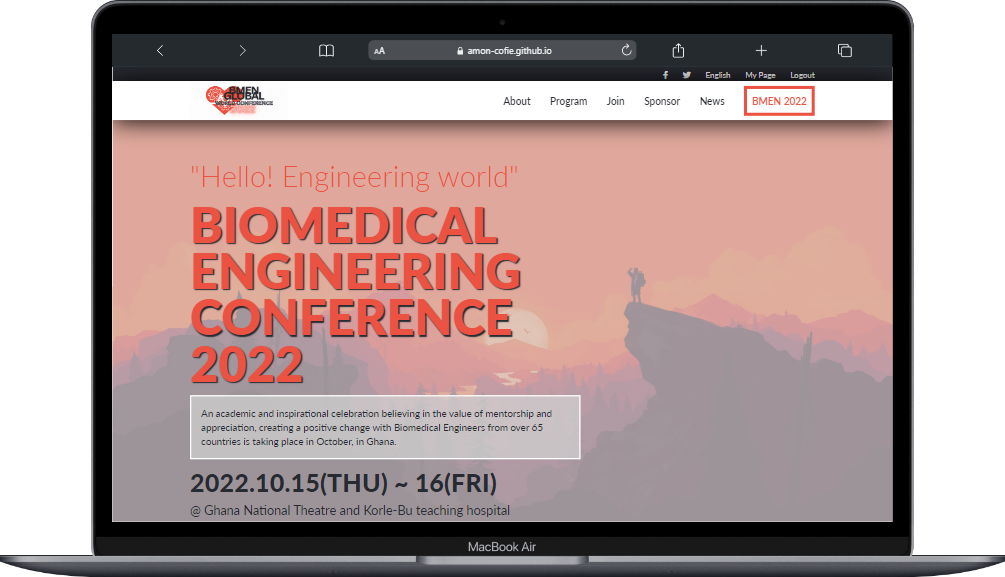 AA
amon-cofie.github.io
English My Page Logout
BMEN
GLOBAL
WORLD CONFERENCE
About Program Join Sponsor News BMEN 2022
"Hello! Engineering world"
BIOMEDICAL
ENGINEERING
CONFERENCE
2022
An academic and inspirational celebration believing in the value of mentorship and
appreciation, creating a positive change with Biomedical Engineers from over 65
countries is taking place in October, in Ghana.
2022.10.15(THU) ~ 16(FRI)
@ Ghana National Theatre and Korle-Bu teaching hospital
MacBook Air